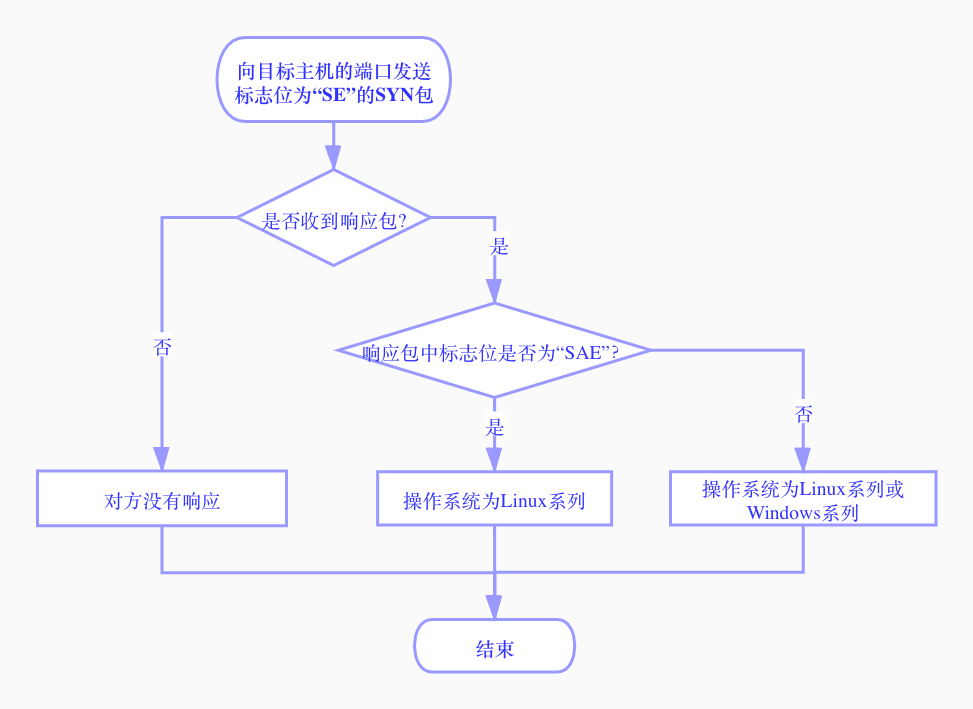 向目标主机的端口发送
标志位为“SE”的SYN包
是否收到响应包?
是
否
响应包中标志位是否为“SAE”?
是
否
对方没有响应
操作系统为Linux系列
操作系统为Linux系列或
Windows系列
结束